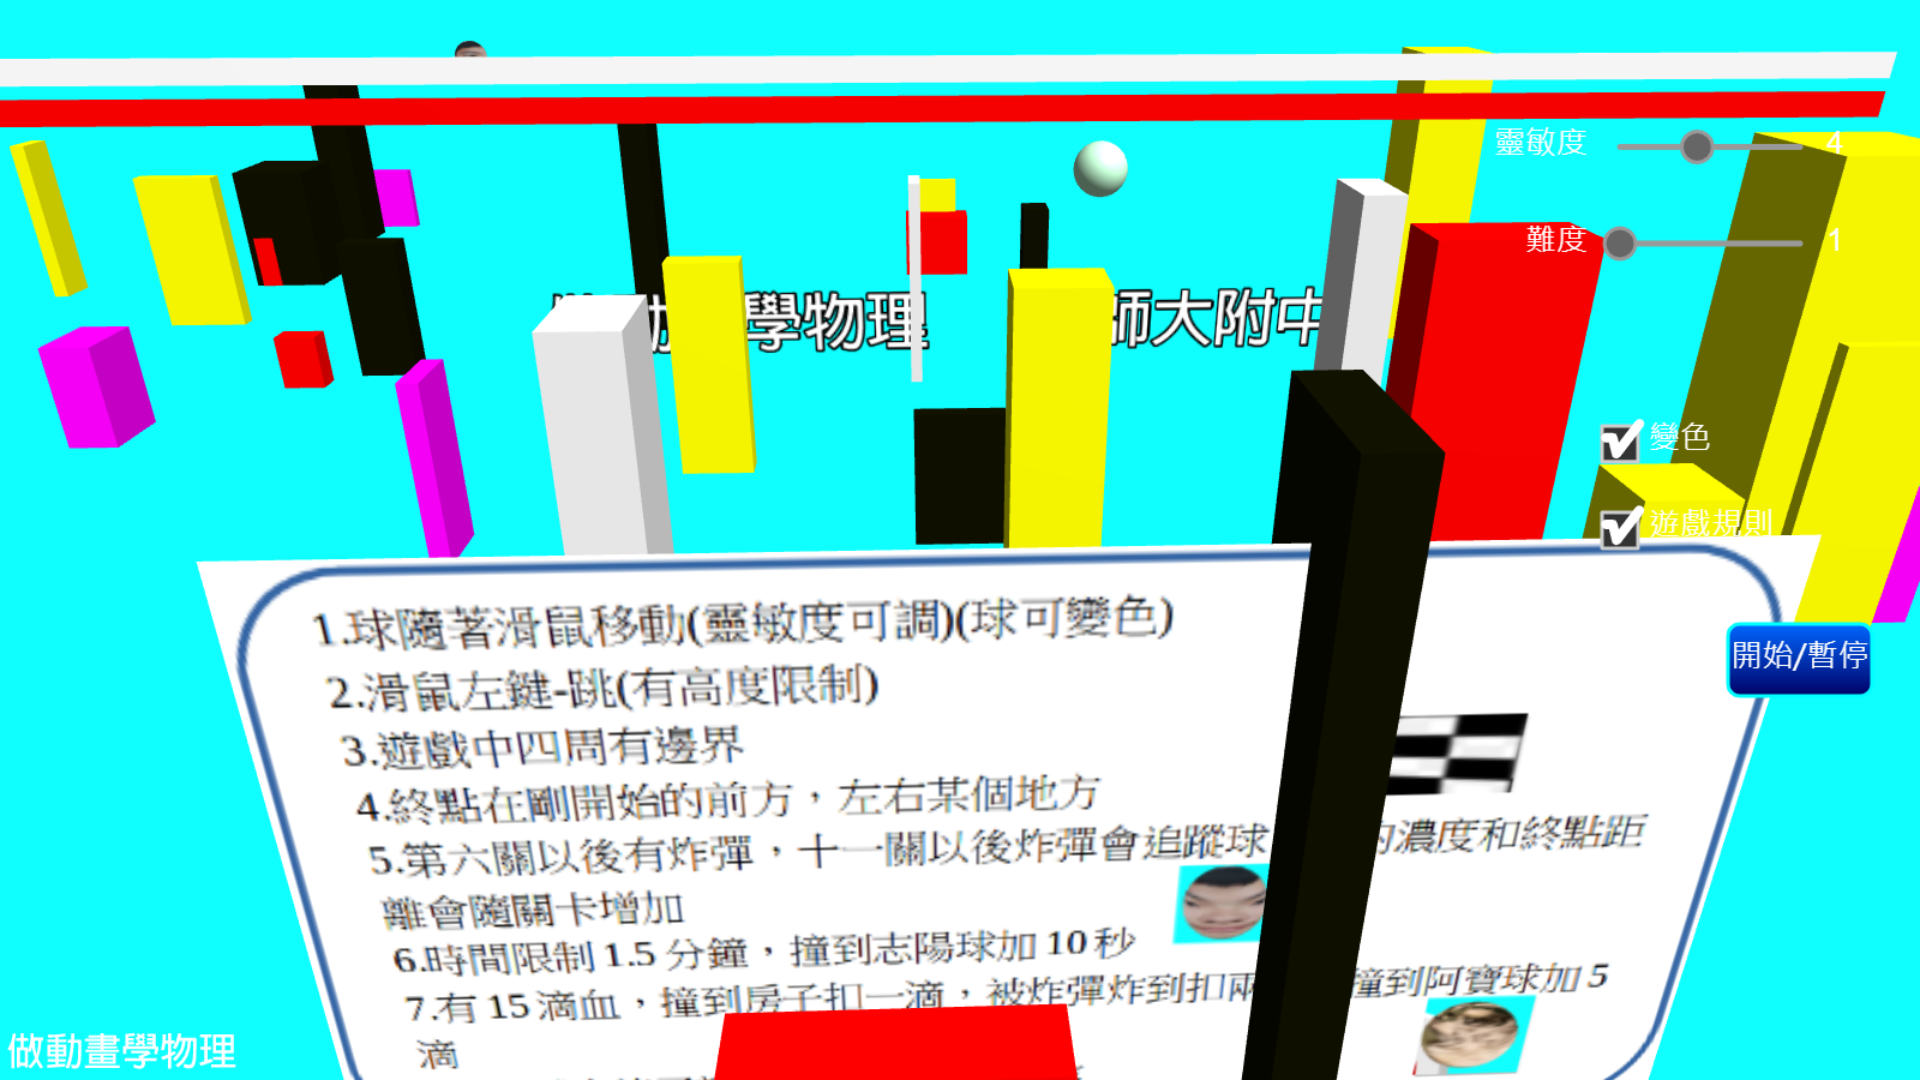 靈敏度 4
難度 1
學物理 師大附中
變色
遊戲規則
開始/暫停
1.球隨著滑鼠移動(靈敏度可調)(球可變色)
2.滑鼠左鍵-跳(有高度限制)
3.遊戲中四周有邊界
4.終點在剛開始的前方,左右某個地方
5.第六關以後有炸彈,十一關以後炸彈會追蹤球 的濃度和終點距
離會隨關卡增加
6.時間限制 1.5 分鐘,撞到志陽球加 10 秒
7.有 15 滴血,撞到房子扣一滴,被炸彈炸到扣兩 撞到阿寶球加 5
滴
做動畫學物理